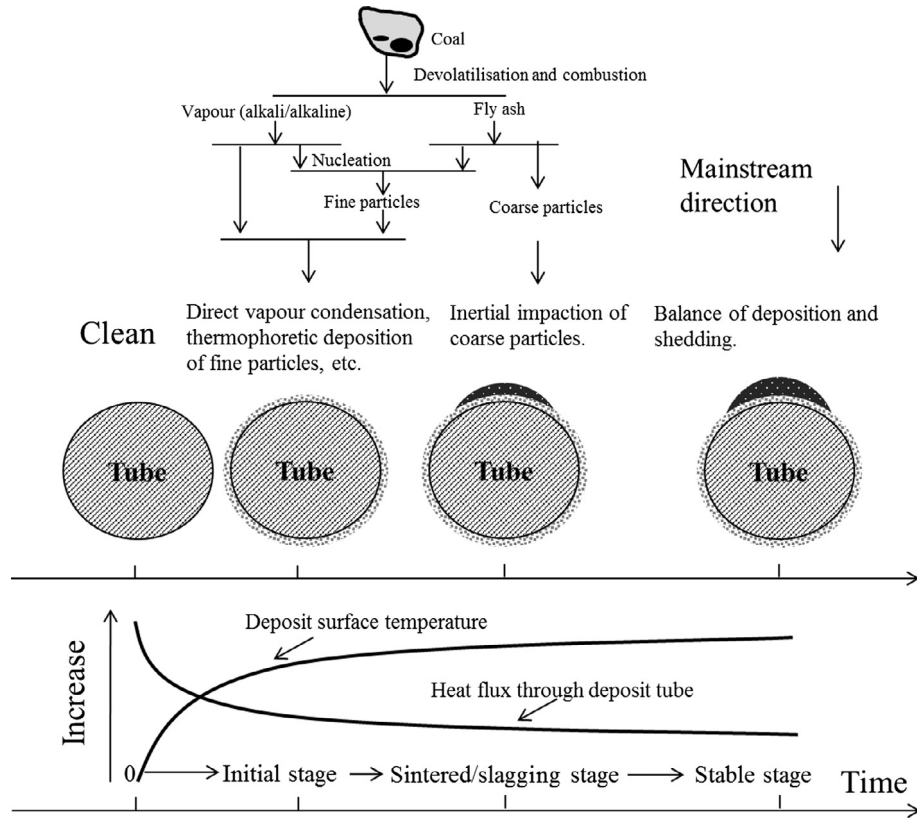 Coal
Devolatilisation and combustion
Vapour (alkali/alkaline)
Fly ash
Nucleation
Fine particles
Coarse particles
Mainstream
direction
Clean
Direct vapour condensation,
thermophoretic deposition
of fine particles, etc.
Inertial impaction of
coarse particles.
Balance of deposition and
shedding.
Tube
Tube
Tube
Tube
Increase
Deposit surface temperature
Heat flux through deposit tube
0
Initial stage
Sintered/slagging stage
Stable stage
Time